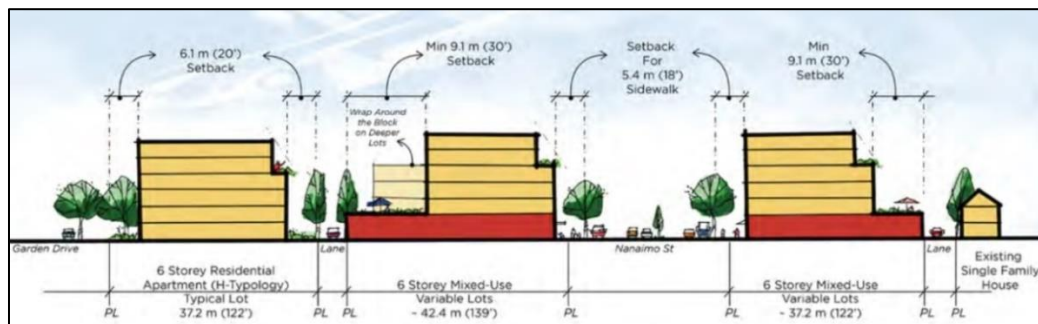 6.1 m (20')
Setback
Min 9.1 m (30')
Setback
Setback
For
5.4 m (18')
Sidewalk
Min
9.1 m (30')
Setback
Wrap Around
the Block
on Deeper
Lots
Garden Drive
Lane
Nanaimo St
Lane
6 Storey Residential
Apartment (H-Typology)
Typical Lot
37.2 m (122')
6 Storey Mixed-Use
Variable Lots
~ 42.4 m (139')
6 Storey Mixed-Use
Variable Lots
~ 37.2 m (122')
Existing
Single Family
House
PL
PL
PL
PL
PL
PL
PL